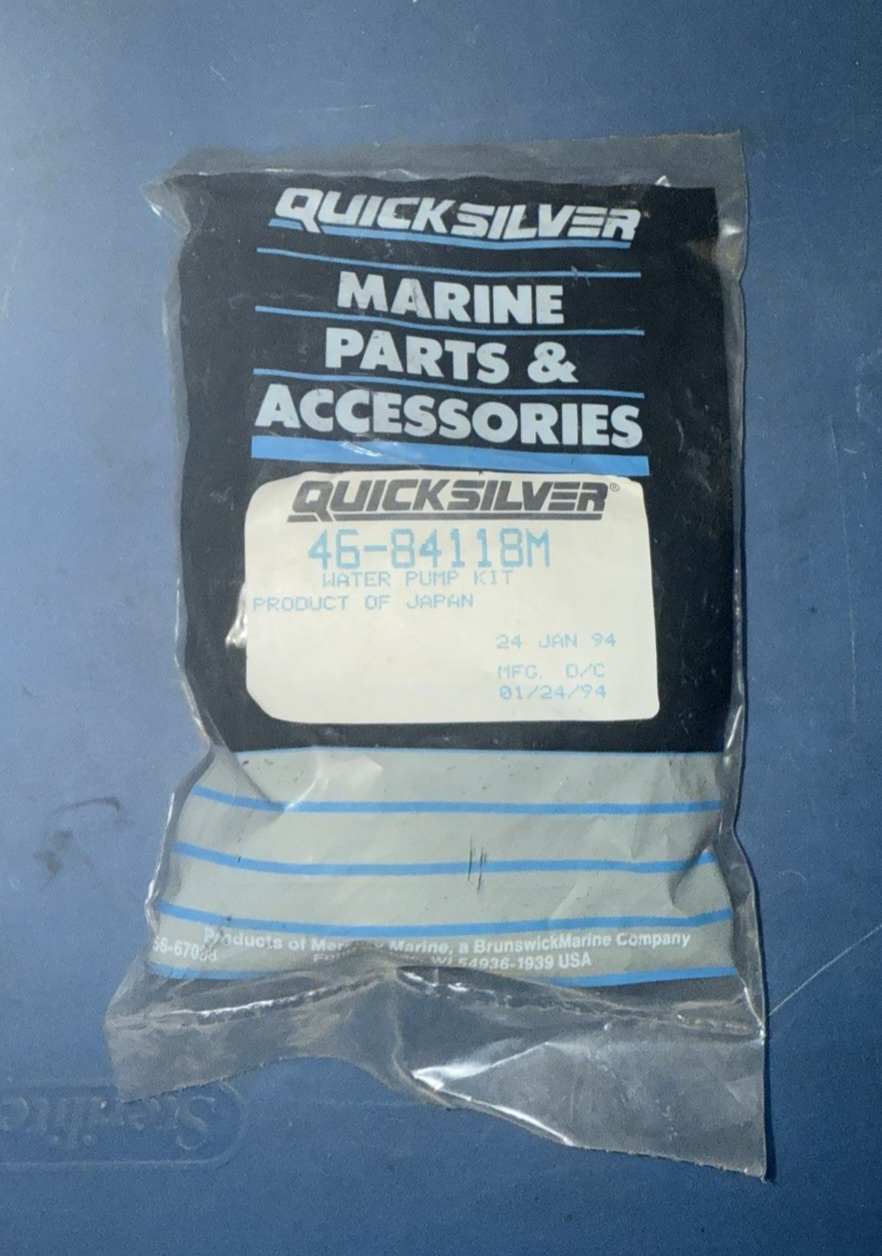 QUICKSILVER
MARINE
PARTS &
ACCESSORIES
QUICKSILVER®
46-84118M
WATER PUMP KIT
PRODUCT OF JAPAN
24 JAN 94
MFG. D/C
01/24/94
Products of Marine, a BrunswickMarine Company
WI 54936-1939 USA
Sterilite